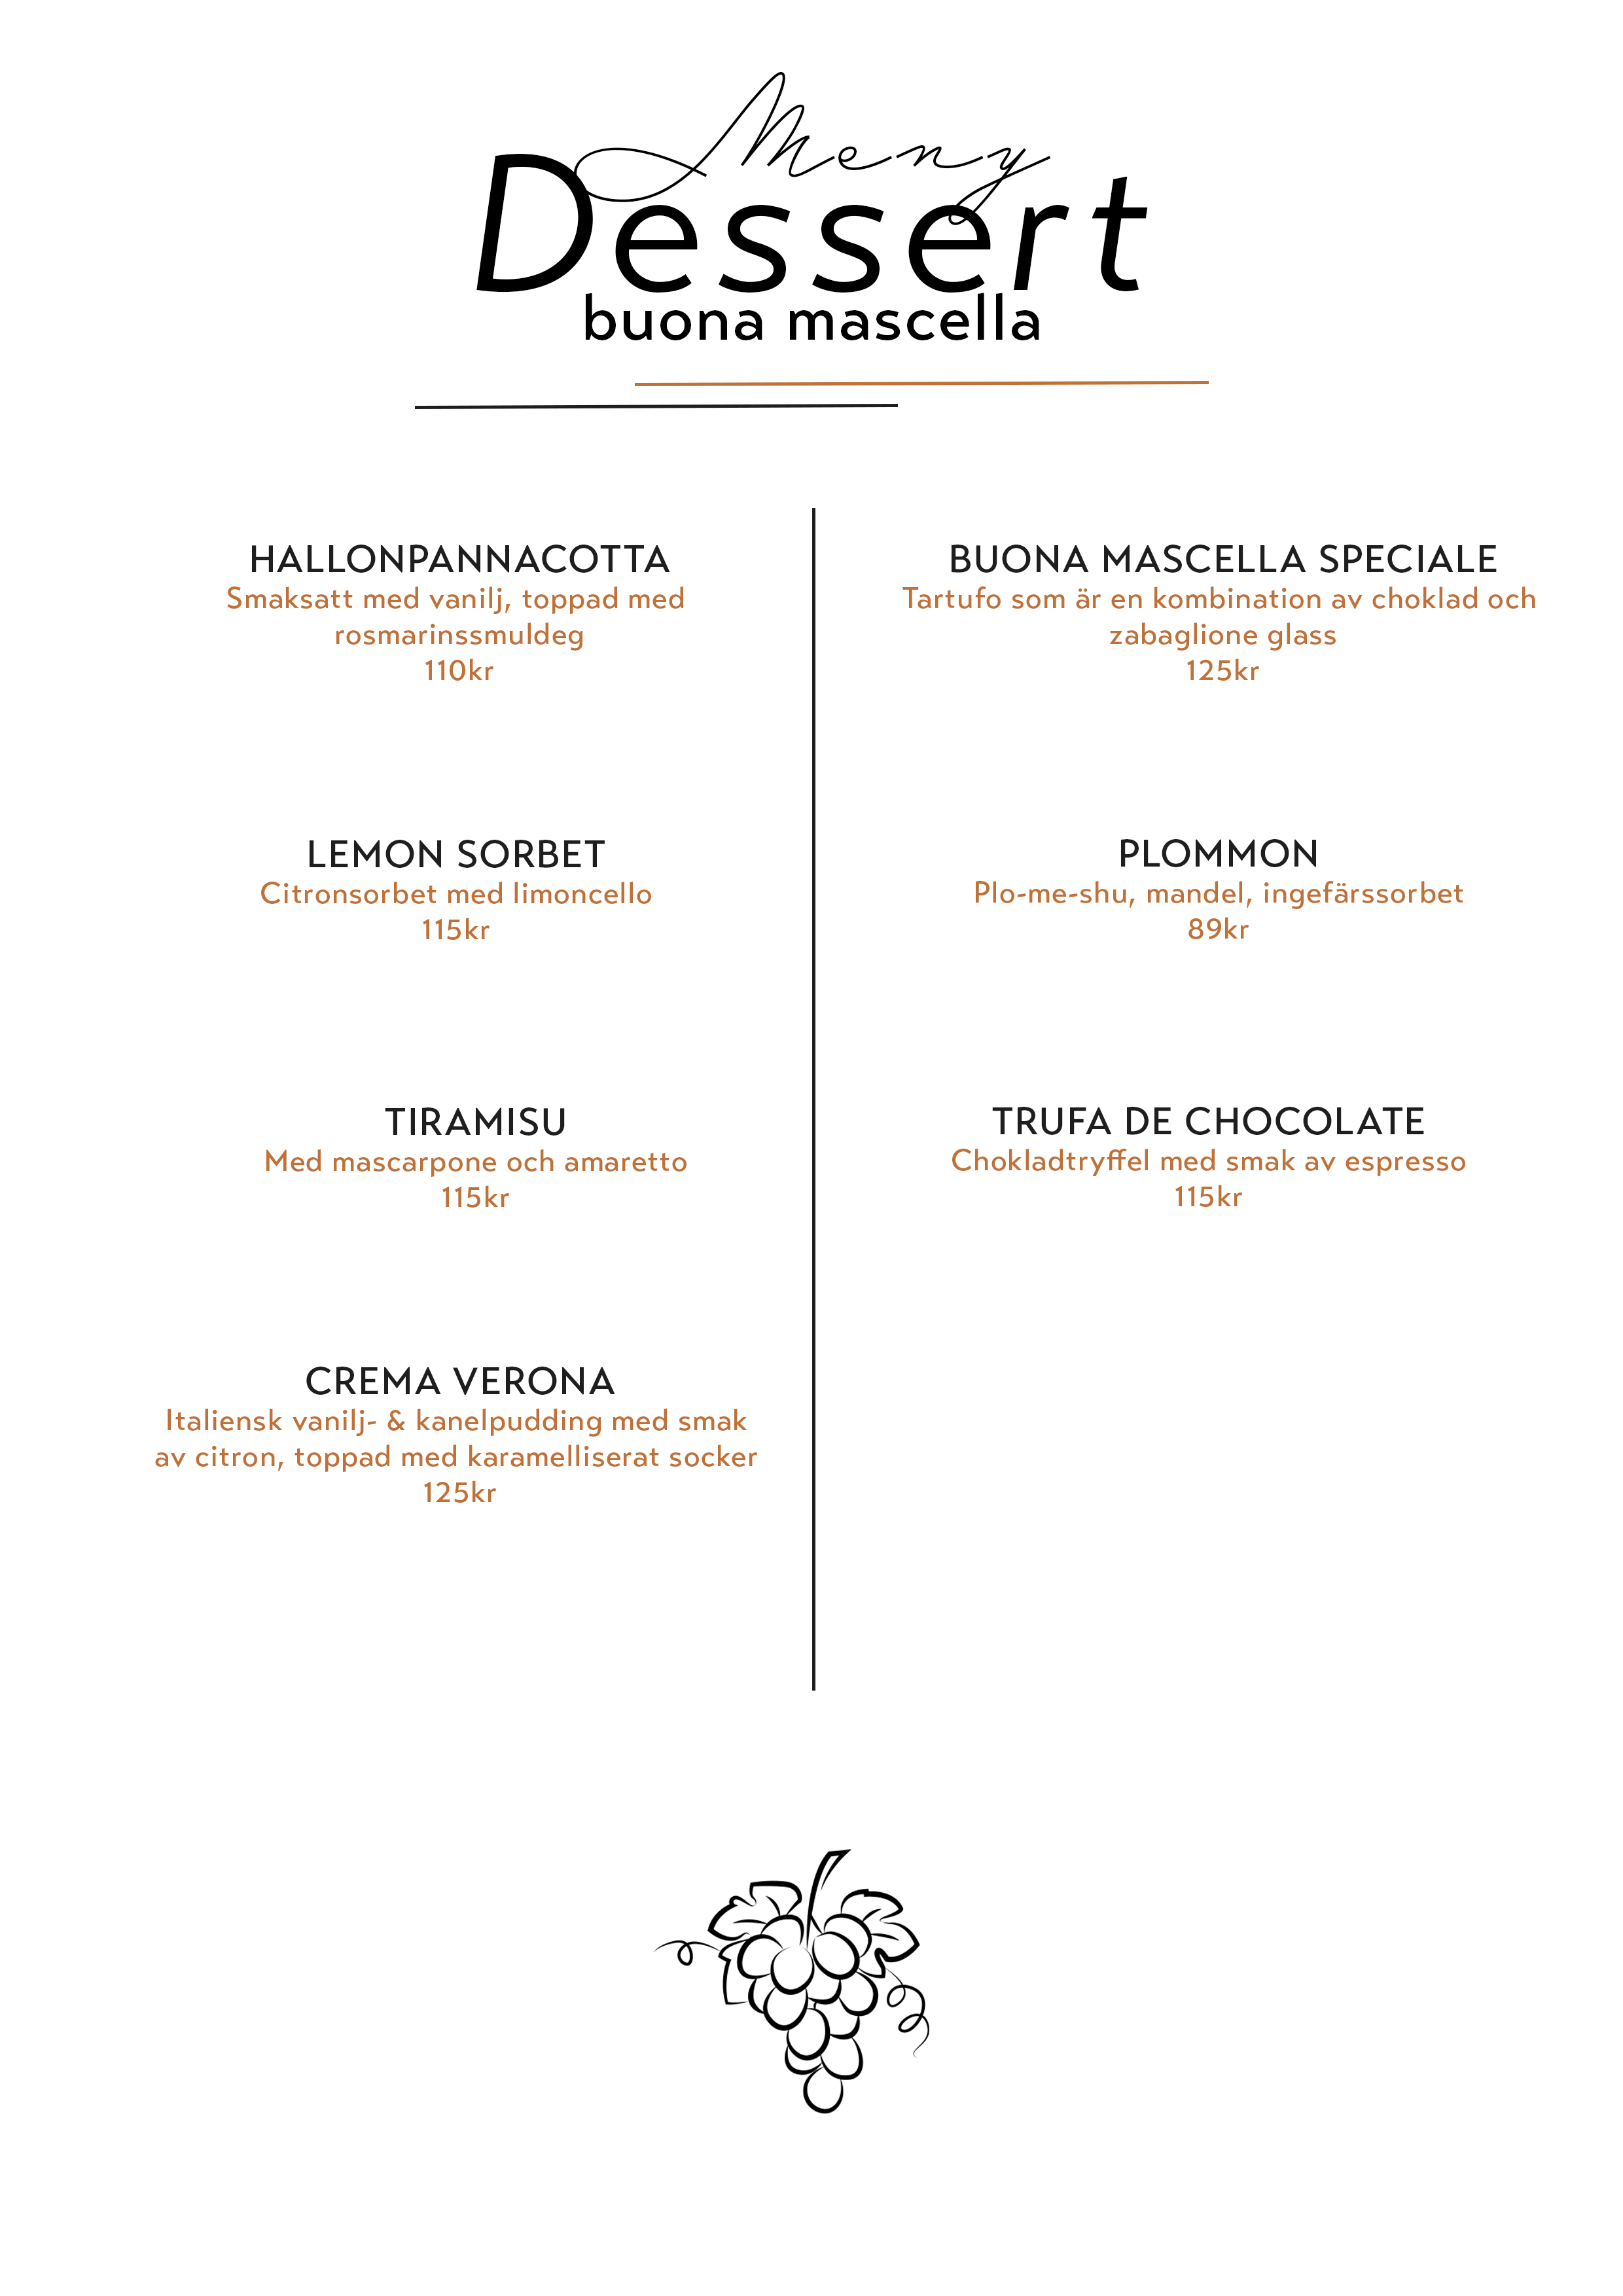 Meny
Dessert
buona mascella
HALLONPANNACOTTA
Smaksatt med vanilj, toppad med
rosmarinssmuldeg
110kr
LEMON SORBET
Citronsorbet med limoncello
115kr
TIRAMISU
Med mascarpone och amaretto
115kr
CREMA VERONA
Italiensk vanilj- & kanelpudding med smak
av citron, toppad med karamelliserat socker
125kr
BUONA MASCELLA SPECIALE
Tartufo som är en kombination av choklad och
zabaglione glass
125kr
PLOMMON
Plo-me-shu, mandel, ingefärssorbet
89kr
TRUFA DE CHOCOLATE
Chokladtryffel med smak av espresso
115kr